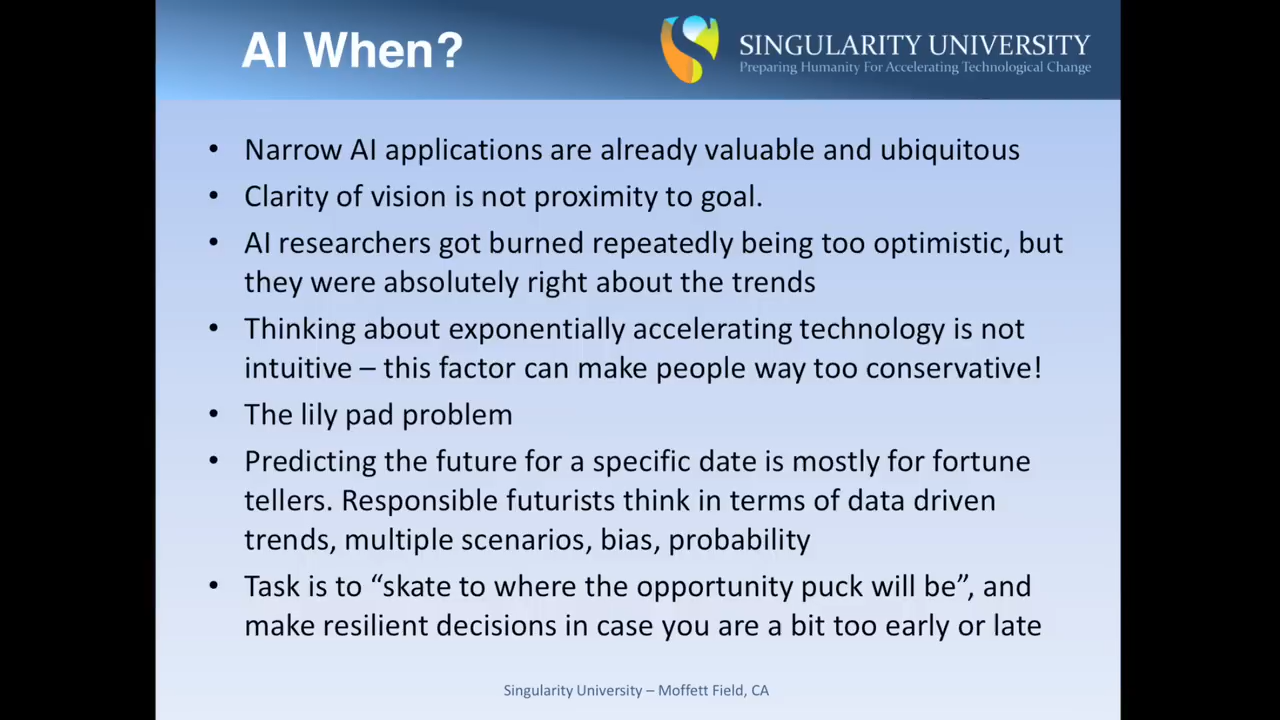 AI When?
SINGULARITY UNIVERSITY
Preparing Humanity For Accelerating Technological Change
• Narrow AI applications are already valuable and ubiquitous
• Clarity of vision is not proximity to goal.
• AI researchers got burned repeatedly being too optimistic, but
they were absolutely right about the trends
• Thinking about exponentially accelerating technology is not
intuitive – this factor can make people way too conservative!
• The lily pad problem
• Predicting the future for a specific date is mostly for fortune
tellers. Responsible futurists think in terms of data driven
trends, multiple scenarios, bias, probability
• Task is to “skate to where the opportunity puck will be”, and
make resilient decisions in case you are a bit too early or late
Singularity University – Moffett Field, CA